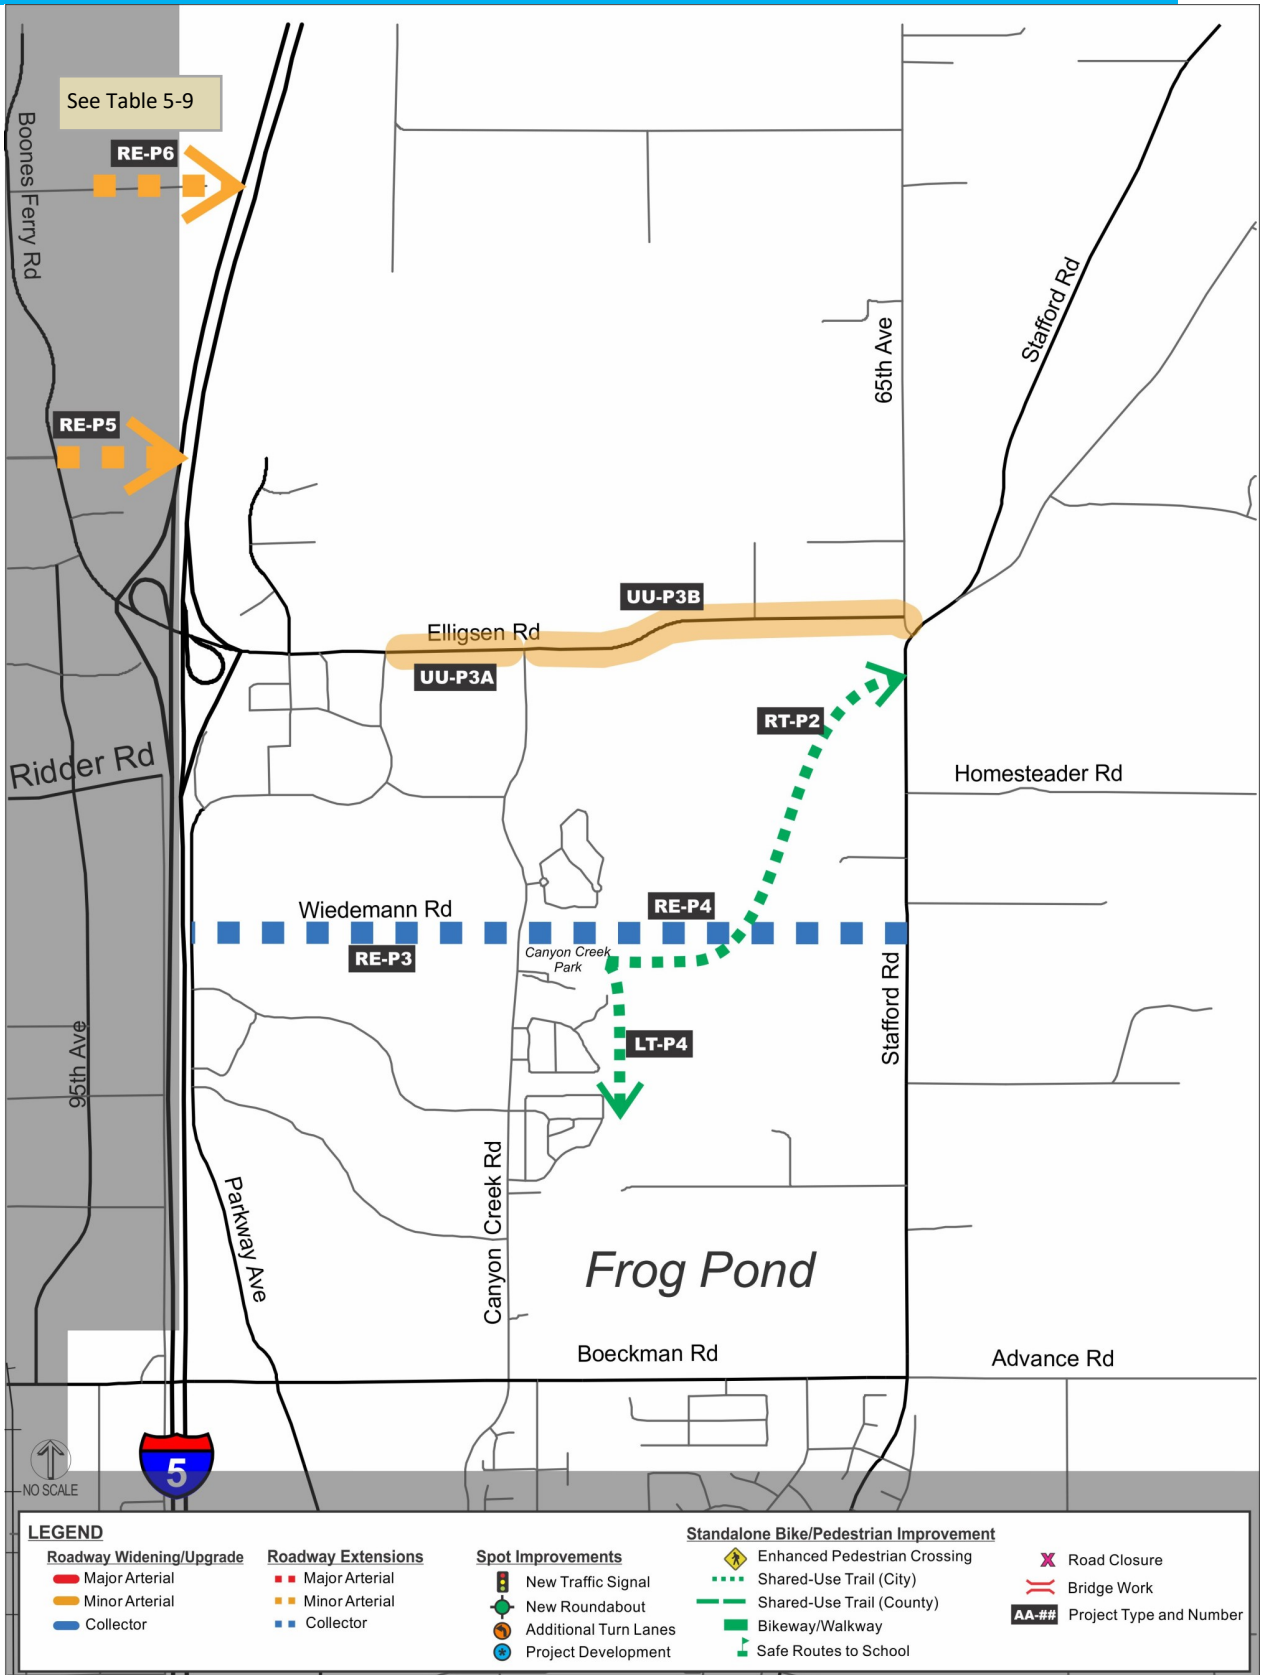 See Table 5-9
RE-P6
Boones Ferry Rd
Stafford Rd
65th Ave
RE-P5
UU-P3B
Elligsen Rd
UU-P3A
RT-P2
Ridder Rd
Homesteader Rd
Wiedemann Rd
RE-P4
RE-P3
Canyon Creek
Park
Stafford Rd
95th Ave
LT-P4
Parkway Ave
Canyon Creek Rd
Frog Pond
Boeckman Rd
Advance Rd
5
NO SCALE
LEGEND
Roadway Widening/Upgrade
Major Arterial
Minor Arterial
Collector
Roadway Extensions
Major Arterial
Minor Arterial
Collector
Spot Improvements
New Traffic Signal
New Roundabout
Additional Turn Lanes
Project Development
Standalone Bike/Pedestrian Improvement
Enhanced Pedestrian Crossing
Shared-Use Trail (City)
Shared-Use Trail (County)
Bikeway/Walkway
Safe Routes to School
X Road Closure
Bridge Work
AA-## Project Type and Number